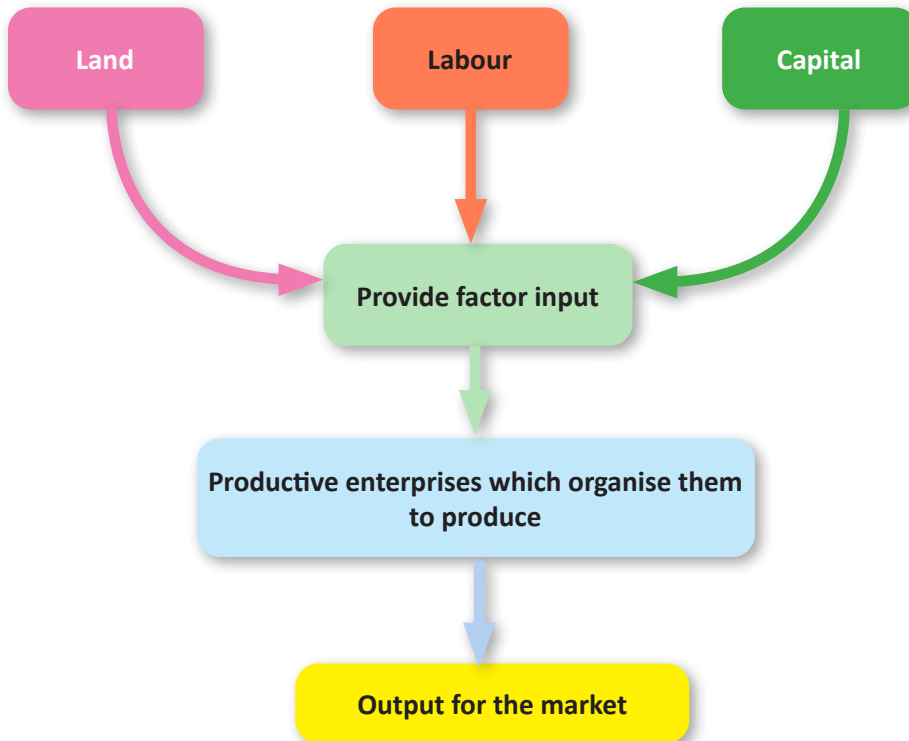 Land
Labour
Capital
Provide factor input
Productive enterprises which organise them
to produce
Output for the market